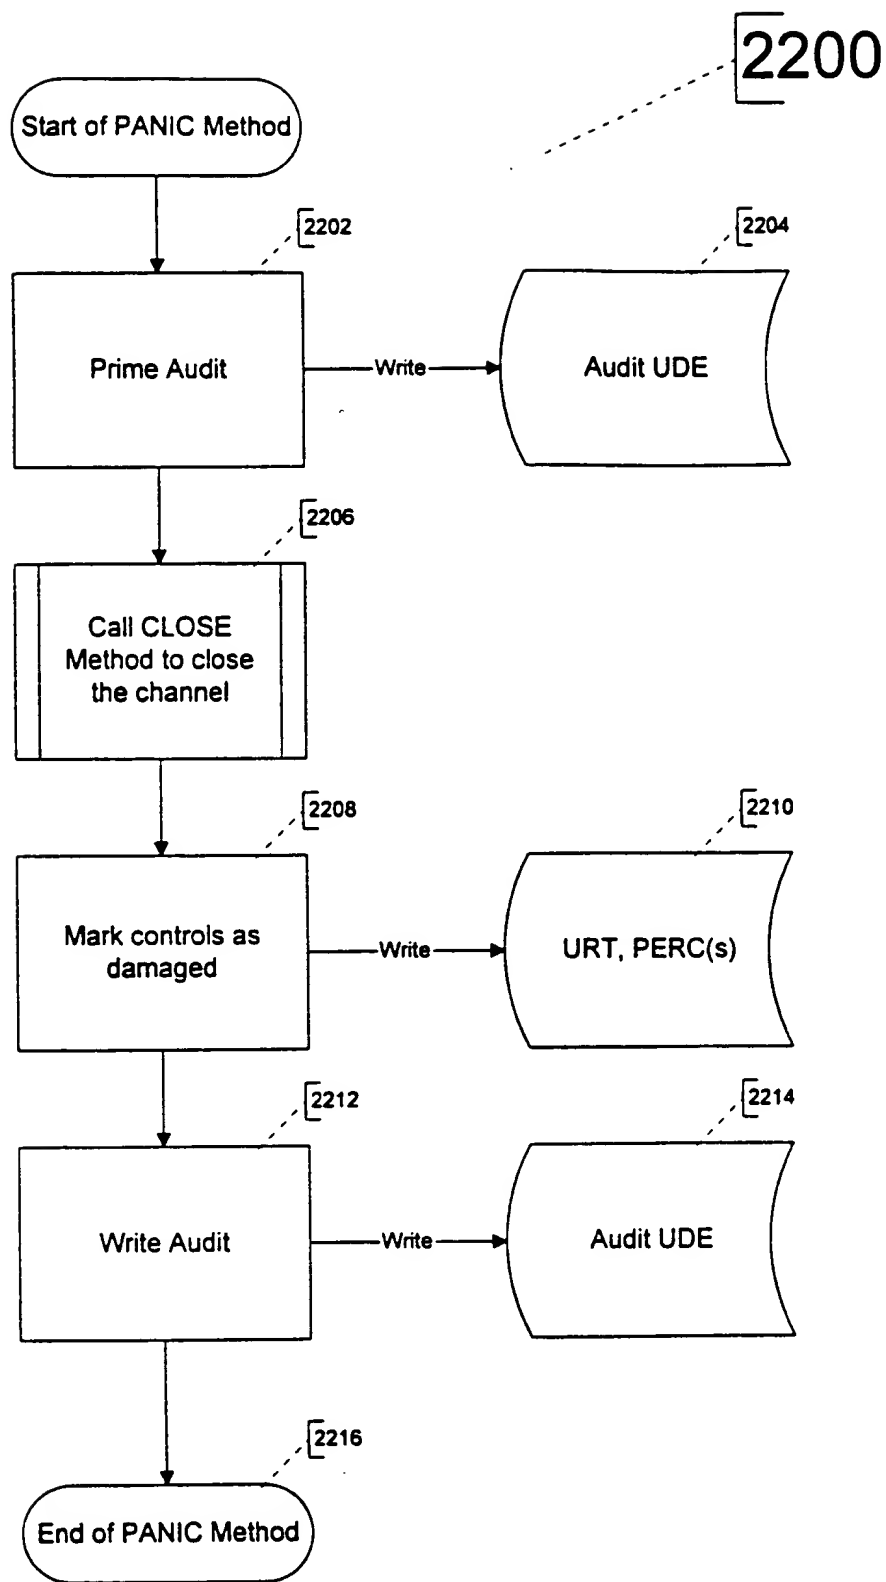 2200
Start of PANIC Method
2202
2204
Prime Audit
Write
Audit UDE
2206
Call CLOSE
Method to close
the channel
2208
2210
Mark controls as
damaged
Write
URT, PERC(s)
2212
2214
Write Audit
Write
Audit UDE
2216
End of PANIC Method